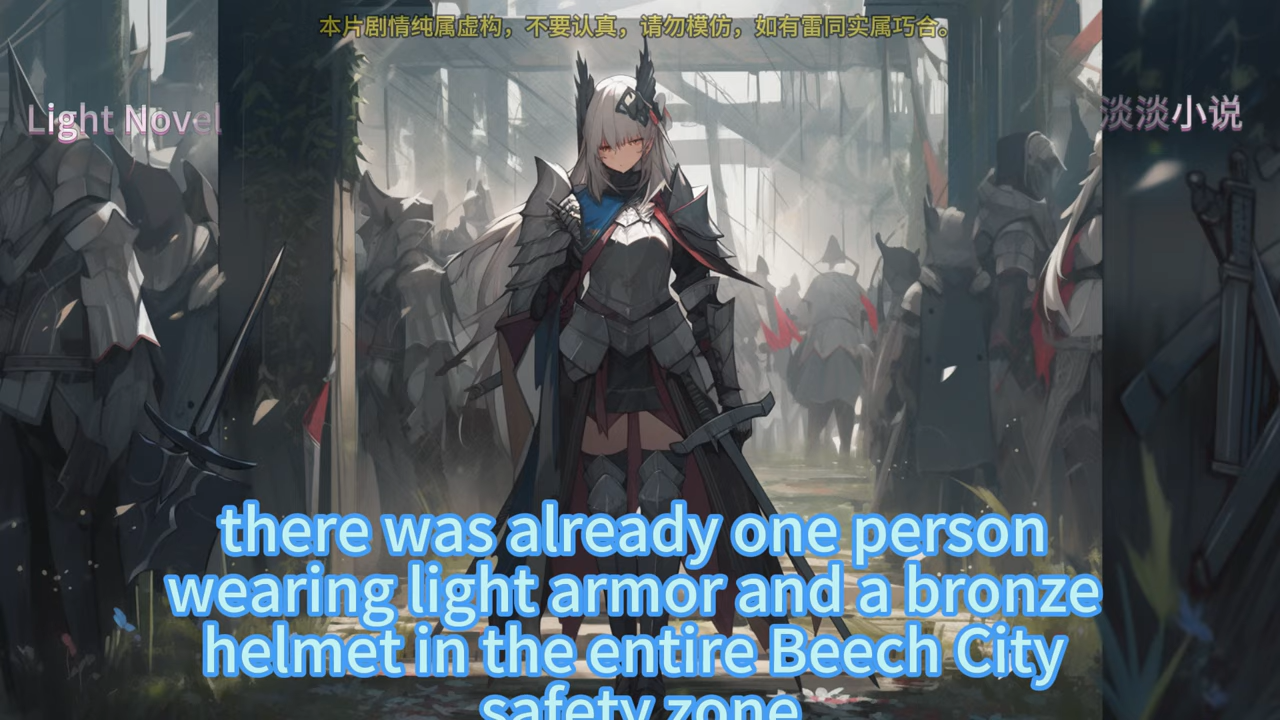 本片剧情纯属虚构，不要认真，请勿模仿，如有雷同实属巧合。
Light Novel
淡淡小说
there was already one person
wearing light armor and a bronze
helmet in the entire Beech City
safety zone